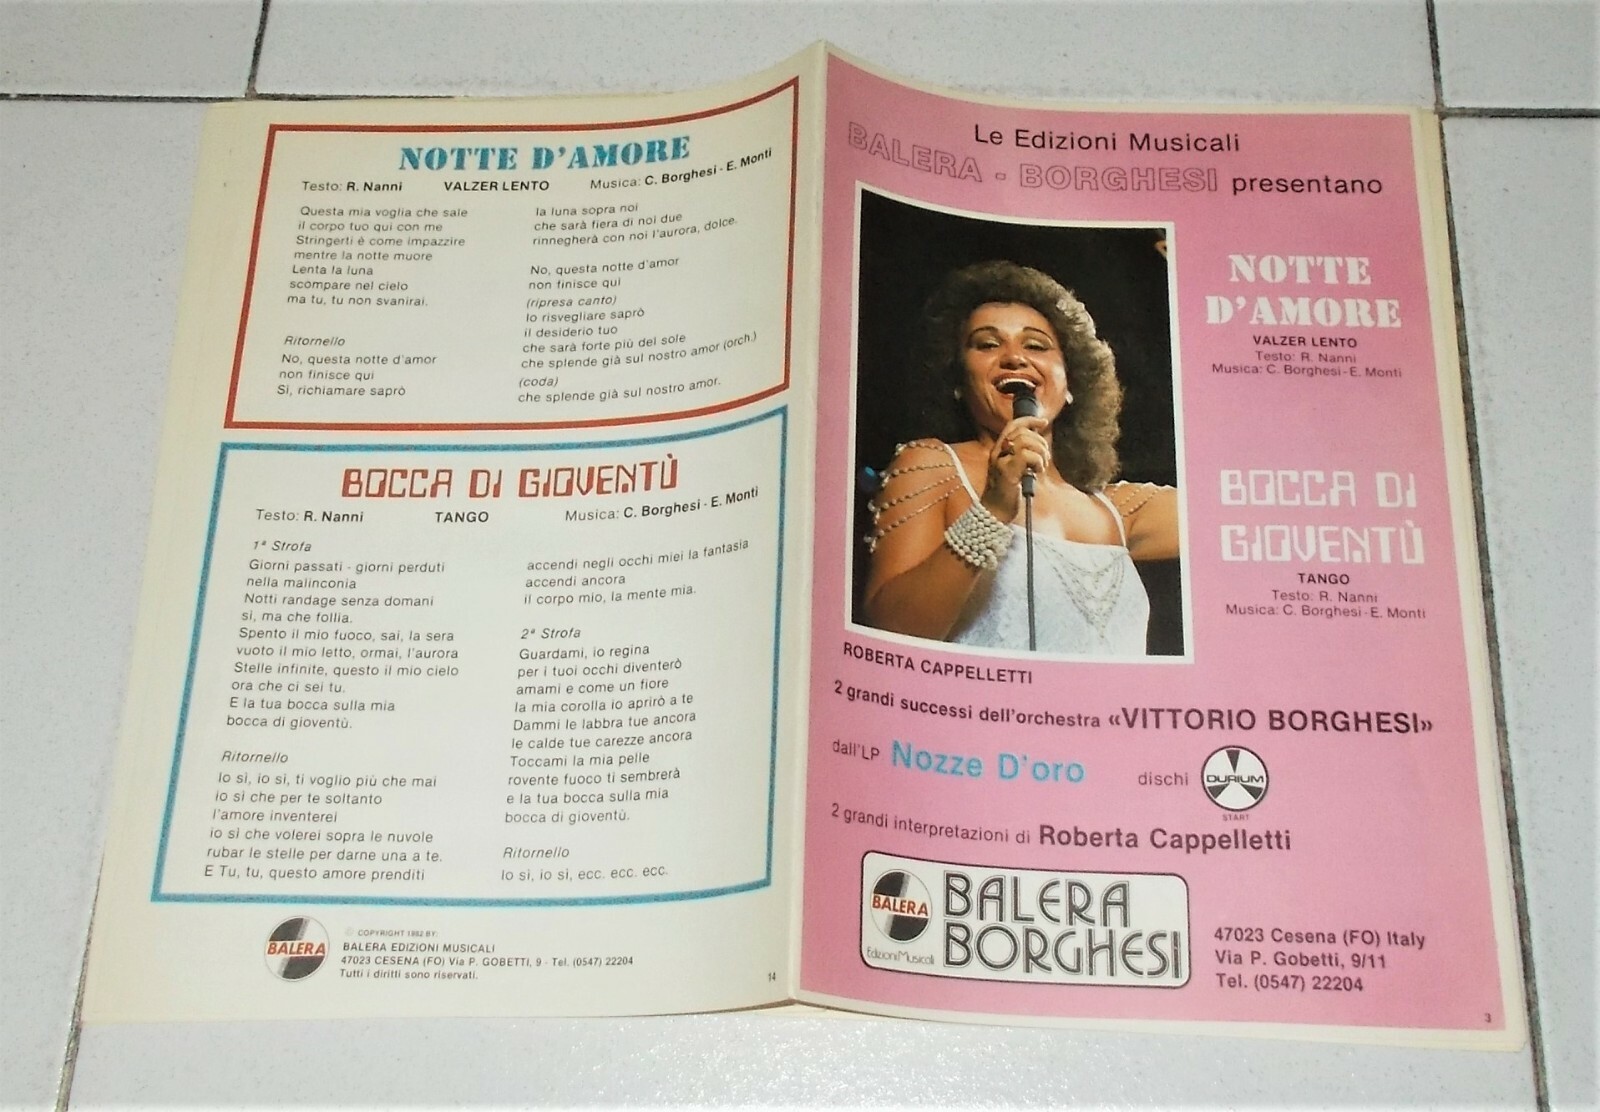 NOTTE D'AMORE
Testo: R. Nanni VALZER LENTO Musica: C. Borghesi - E. Monti
Questa mia voglia che sale
il corpo tuo qui con me
Stringerti è come impazzire
mentre la notte muore
Lenta la luna
scompare nel cielo
ma tu, tu non svanirai.
Ritornello
No, questa notte d'amor
non finisce qui
Sì, richiamare saprò
la luna sopra noi
che sarà fiera di noi due
rinnegherà con noi l'aurora, dolce.
No, questa notte d'amor
non finisce qui
(ripresa canto)
Io risvegliare saprò
il desiderio tuo
che sarà forte più del sole
che splende già sul nostro amor (orch.)
(coda)
che splende già sul nostro amor.
BOCCA DI GIOVENTÙ
Testo: R. Nanni TANGO Musica: C. Borghesi - E. Monti
1ª Strofa
Giorni passati - giorni perduti
nella malinconia
Notti randage senza domani
sì, ma che follia.
Spento il mio fuoco, sai, la sera
vuoto il mio letto, ormai, l'aurora
Stelle infinite, questo il mio cielo
ora che ci sei tu.
E la tua bocca sulla mia
bocca di gioventù.
Ritornello
Io sì, io sì, ti voglio più che mai
io sì che per te soltanto
l'amore inventerei
io sì che volerei sopra le nuvole
rubar le stelle per darne una a te.
E Tu, tu, questo amore prenditi
accendi negli occhi miei la fantasia
accendi ancora
il corpo mio, la mente mia.
2ª Strofa
Guardami, io regina
per i tuoi occhi diventerò
amami e come un fiore
la mia corolla io aprirò a te
Dammi le labbra tue ancora
le calde tue carezze ancora
Toccami la mia pelle
rovente fuoco ti sembrerà
e la tua bocca sulla mia
bocca di gioventù.
Ritornello
Io sì, io sì, ecc. ecc. ecc.
BALERA
© COPYRIGHT 1982 BY:
BALERA EDIZIONI MUSICALI
47023 CESENA (FO) Via P. GOBETTI, 9 - Tel. (0547) 22204
Tutti i diritti sono riservati.
14
Le Edizioni Musicali
BALERA - BORGHESI presentano
NOTTE
D'AMORE
VALZER LENTO
Testo: R. Nanni
Musica: C. Borghesi - E. Monti
BOCCA DI
GIOVENTÙ
TANGO
Testo: R. Nanni
Musica: C. Borghesi - E. Monti
ROBERTA CAPPELLETTI
2 grandi successi dell'orchestra «VITTORIO BORGHESI»
dall'LP Nozze D'oro dischi DURIUM
START
2 grandi interpretazioni di Roberta Cappelletti
BALERA
Edizioni Musicali
BALERA
BORGHESI
47023 Cesena (FO) Italy
Via P. Gobetti, 9/11
Tel. (0547) 22204
3